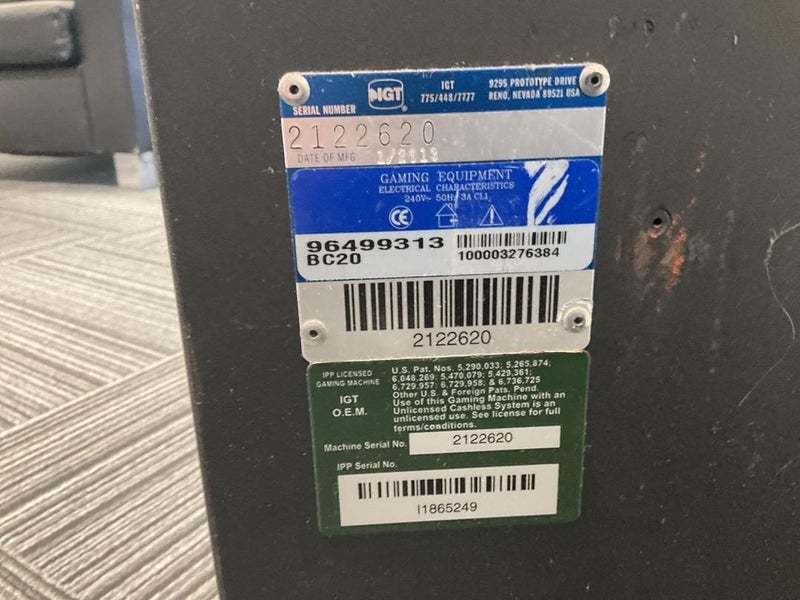 IGT
IGT
775/448/7777
9295 PROTOTYPE DRIVE
RENO, NEVADA 89521 USA
SERIAL NUMBER
2122620
DATE OF MFG 1/2013
GAMING EQUIPMENT
ELECTRICAL CHARACTERISTICS
240V~ 50Hz 3A CL1
CE
96499313
BC20
100003276384
2122620
IPP LICENSED
GAMING MACHINE
IGT
O.E.M.
U.S. Pat. Nos. 5,290,033; 5,265,874;
6,048,269; 5,470,079; 5,429,361;
6,729,957; 6,729,958; & 6,736,725
Other U.S. & Foreign Pats. Pend.
Use of this Gaming Machine with an
Unlicensed Cashless System is an
unlicensed use. See license for full
terms/conditions.
Machine Serial No. 2122620
IPP Serial No.
I1865249